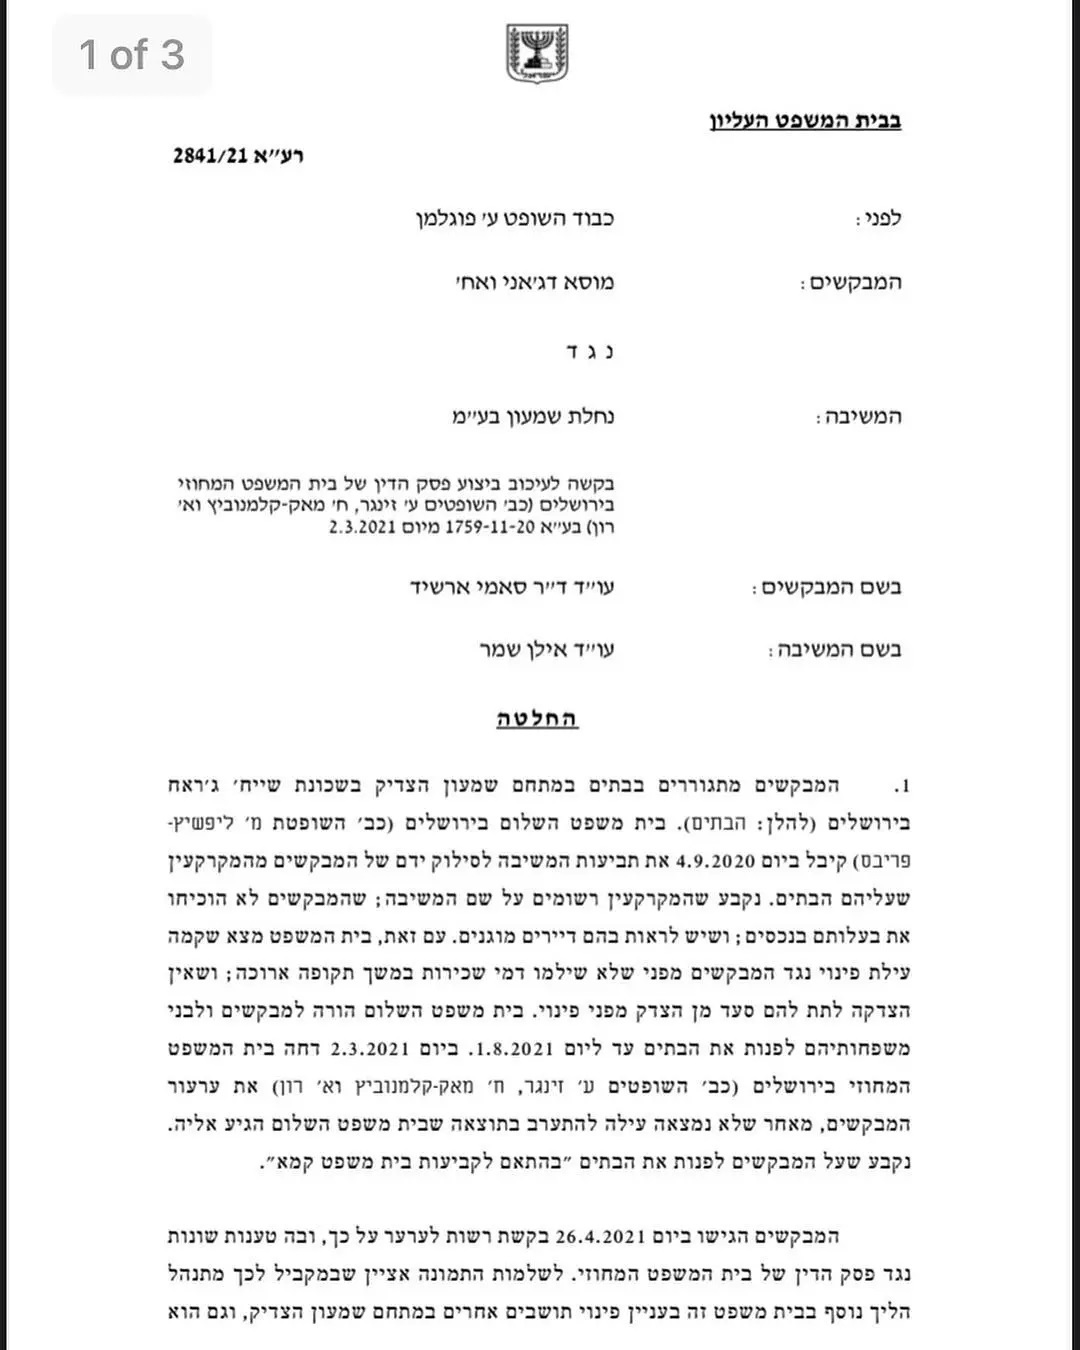 1 of 3
בבית המשפט העליון
רע״א 2841/21
לפני: כבוד השופט ע׳ פוגלמן
המבקשים: מוסא דג׳אני ואח׳
נ ג ד
המשיבה: נחלת שמעון בע״מ
בקשה לעיכוב ביצוע פסק הדין של בית המשפט המחוזי
בירושלים (כב׳ השופטים ע׳ זינגר, ח׳ מאק-קלמנוביץ וא׳
רון) בע״א 1759-11-20 מיום 2.3.2021
בשם המבקשים: עו״ד ד״ר סאמי ארשיד
בשם המשיבה: עו״ד אילן שמר
החלטה
1. המבקשים מתגוררים בבתים במתחם שמעון הצדיק בשכונת שייח׳ ג׳ראח
בירושלים (להלן: הבתים). בית משפט השלום בירושלים (כב׳ השופטת מ׳ ליפשיץ-
פריבס) קיבל ביום 4.9.2020 את תביעות המשיבה לסילוק ידם של המבקשים מהמקרקעין
שעליהם הבתים. נקבע שהמקרקעין רשומים על שם המשיבה; שהמבקשים לא הוכיחו
את בעלותם בנכסים; ושיש לראות בהם דיירים מוגנים. עם זאת, בית המשפט מצא שקמה
עילת פינוי נגד המבקשים מפני שלא שילמו דמי שכירות במשך תקופה ארוכה; ושאין
הצדקה לתת להם סעד מן הצדק מפני פינוי. בית משפט השלום הורה למבקשים ולבני
משפחותיהם לפנות את הבתים עד ליום 1.8.2021. ביום 2.3.2021 דחה בית המשפט
המחוזי בירושלים (כב׳ השופטים ע׳ זינגר, ח׳ מאק-קלמנוביץ וא׳ רון) את ערעור
המבקשים, מאחר שלא נמצאה עילה להתערב בתוצאה שבית משפט השלום הגיע אליה.
נקבע שעל המבקשים לפנות את הבתים ״בהתאם לקביעות בית משפט קמא״.
המבקשים הגישו ביום 26.4.2021 בקשת רשות לערער על כך, ובה טענות שונות
נגד פסק הדין של בית המשפט המחוזי. לשלמות התמונה אציין שבמקביל לכך מתנהל
הליך נוסף בבית משפט זה בעניין פינוי תושבים אחרים במתחם שמעון הצדיק, וגם הוא